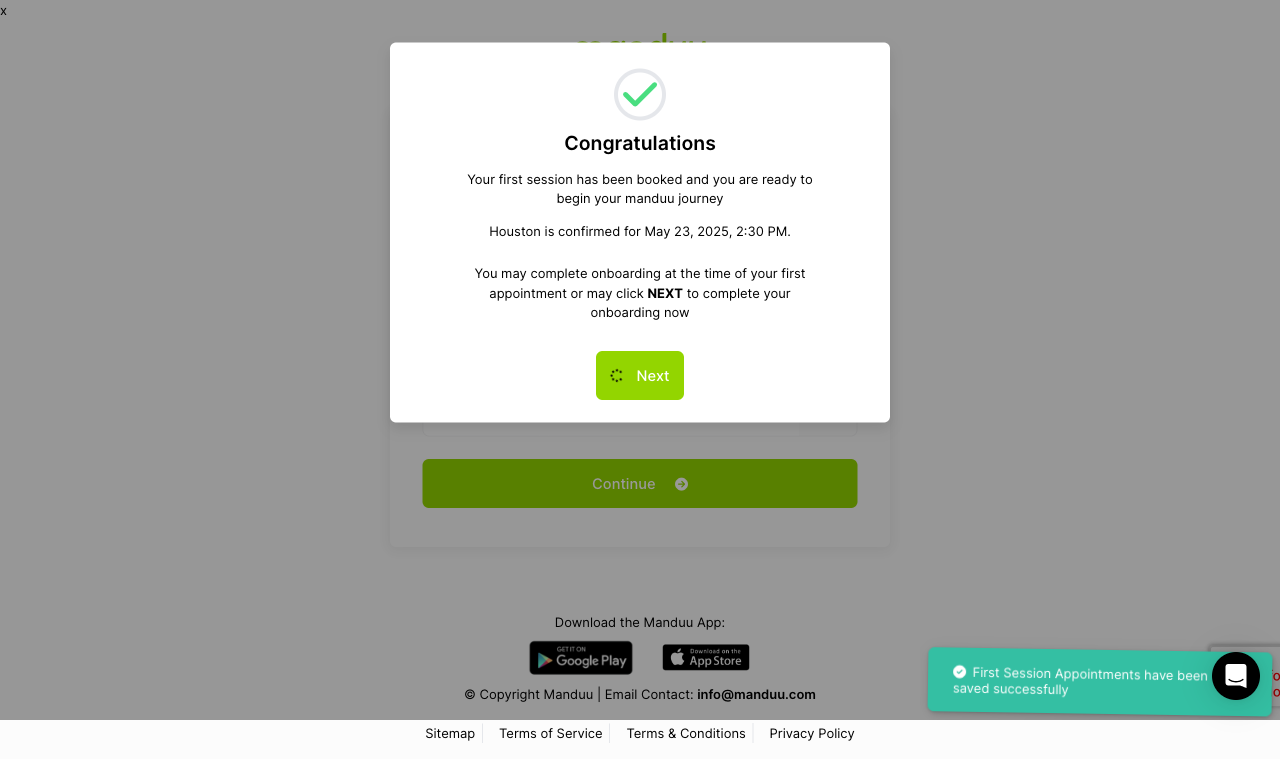 x
Congratulations
Your first session has been booked and you are ready to
begin your manduu journey
Houston is confirmed for May 23, 2025, 2:30 PM.
You may complete onboarding at the time of your first
appointment or may click NEXT to complete your
onboarding now
Next
Continue
Download the Manduu App:
GET IT ON
Google Play
Download on the
App Store
First Session Appointments have been
saved successfully
© Copyright Manduu | Email Contact: info@manduu.com
Sitemap
Terms of Service
Terms & Conditions
Privacy Policy